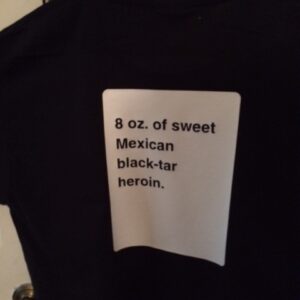 8 oz. of sweet
Mexican
black-tar
heroin.